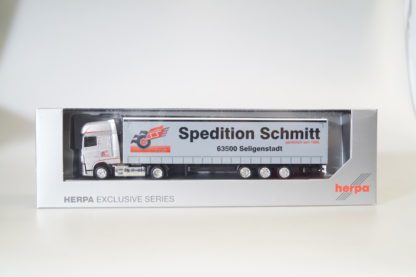 Spedition Schmitt
63500 Seligenstadt
herpa
HERPA EXCLUSIVE SERIES